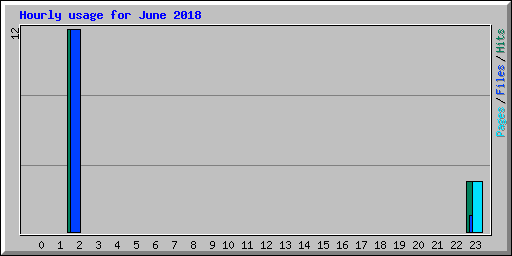 Hourly usage for June 2018
12
Pages/Files/Hits
0 1 2 3 4 5 6 7 8 9 10 11 12 13 14 15 16 17 18 19 20 21 22 23